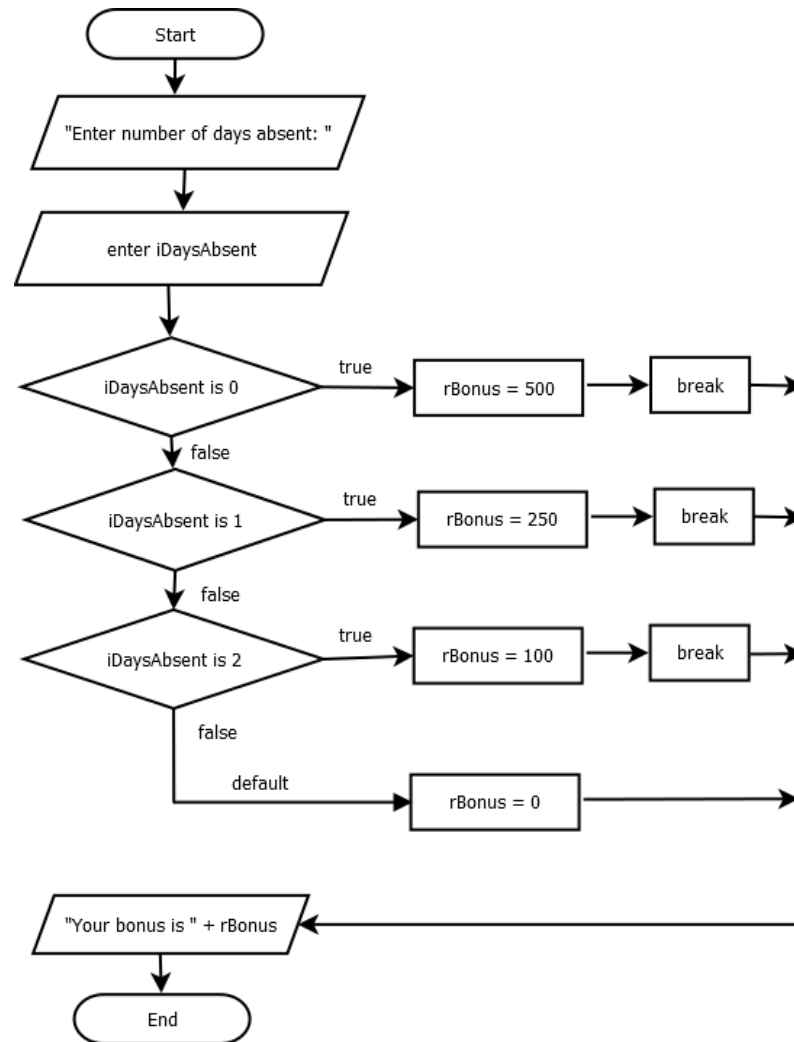 Start
"Enter number of days absent: "
enter iDaysAbsent
iDaysAbsent is 0
true
rBonus = 500
break
false
iDaysAbsent is 1
true
rBonus = 250
break
false
iDaysAbsent is 2
true
rBonus = 100
break
false
default
rBonus = 0
"Your bonus is " + rBonus
End